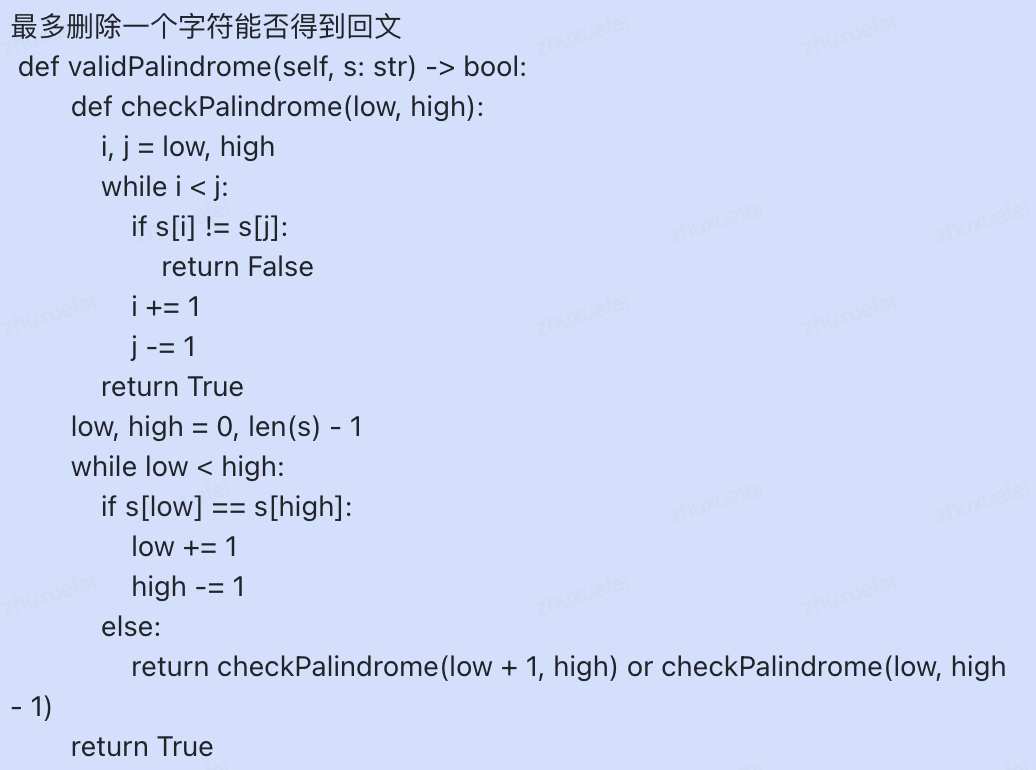 最多删除一个字符能否得到回文
def validPalindrome(self, s: str) -> bool:
        def checkPalindrome(low, high):
            i, j = low, high
            while i < j:
                if s[i] != s[j]:
                    return False
                i += 1
                j -= 1
            return True
        low, high = 0, len(s) - 1
        while low < high:
            if s[low] == s[high]:
                low += 1
                high -= 1
            else:
                return checkPalindrome(low + 1, high) or checkPalindrome(low, high
- 1)
        return True
zhuxuefei